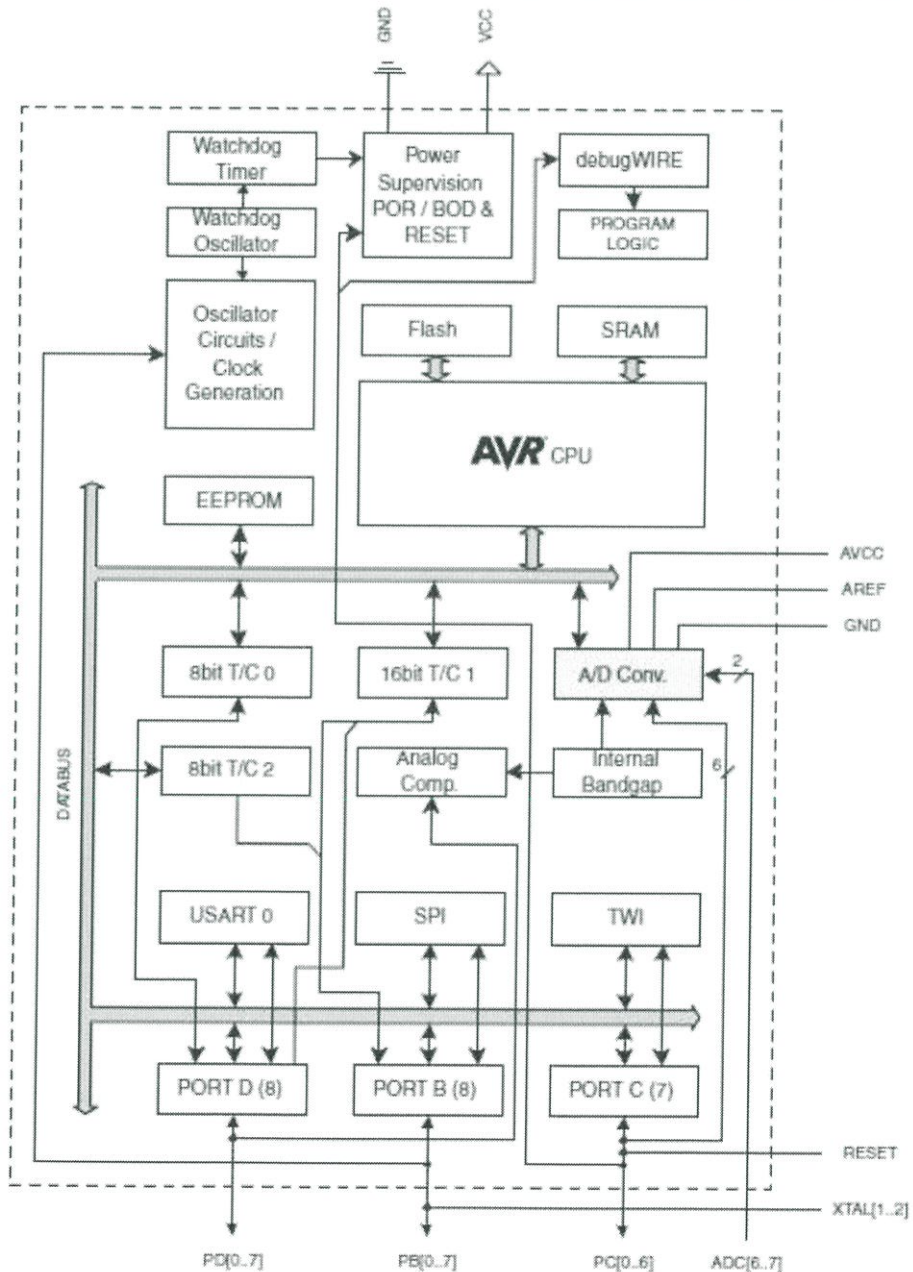 GND
VCC
Watchdog
Timer
Power
Supervision
POR / BOD &
RESET
debugWIRE
Watchdog
Oscillator
PROGRAM
LOGIC
Oscillator
Circuits /
Clock
Generation
Flash
SRAM
AVR CPU
EEPROM
AVCC
AREF
GND
8bit T/C 0
16bit T/C 1
A/D Conv.
2
DATABUS
8bit T/C 2
Analog
Comp.
Internal
Bandgap
6
USART 0
SPI
TWI
PORT D (8)
PORT B (8)
PORT C (7)
RESET
XTAL[1..2]
PD[0..7]
PB[0..7]
PC[0..6]
ADC[6..7]